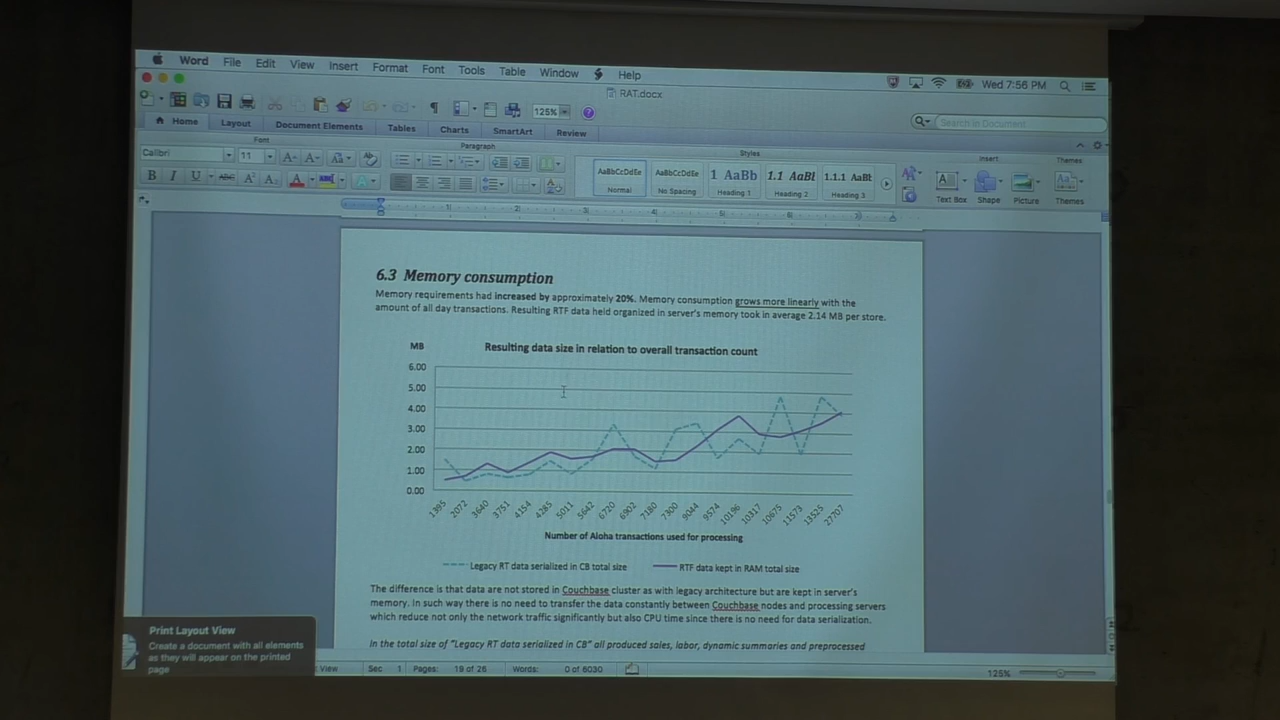 Word File Edit View Insert Format Font Tools Table Window Help
Wed 7:56 PM
RAT.docx
125%
Search in Document
Home Layout Document Elements Tables Charts SmartArt Review
Font Paragraph Styles Insert Themes
Calibri 11
AaBbCcDdEe AaBbCcDdEe 1 AaBb 1.1 AaBb 1.1.1 AaBb
Normal No Spacing Heading 1 Heading 2 Heading 3
Text Box Shape Picture Themes
6.3 Memory consumption
Memory requirements had increased by approximately 20%. Memory consumption grows more linearly with the
amount of all day transactions. Resulting RTF data held organized in server's memory took in average 2.14 MB per store.
MB
Resulting data size in relation to overall transaction count
6.00
5.00
4.00
3.00
2.00
1.00
0.00
1395 2072 3640 3751 4154 4285 5011 5642 6720 6902 7180 7300 9044 9574 10196 10317 10675 11573 13525 27707
Number of Aloha transactions used for processing
Legacy RT data serialized in CB total size RTF data kept in RAM total size
The difference is that data are not stored in Couchbase cluster as with legacy architecture but are kept in server's
memory. In such way there is no need to transfer the data constantly between Couchbase nodes and processing servers
which reduce not only the network traffic significantly but also CPU time since there is no need for data serialization.
In the total size of "Legacy RT data serialized in CB" all produced sales, labor, dynamic summaries and preprocessed
Print Layout View
Create a document with all elements
as they will appear on the printed
page
View Sec 1 Pages: 19 of 26 Words: 0 of 6030 125%